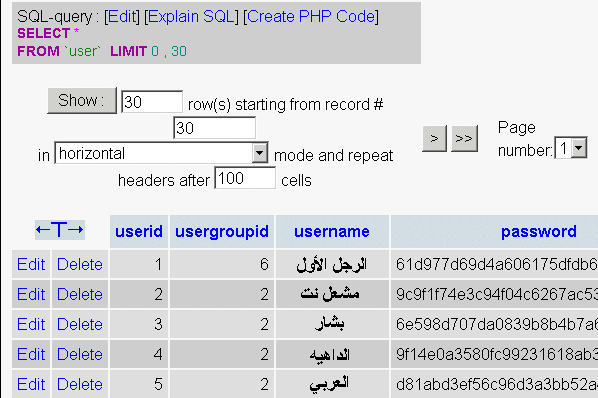 SQL-query : [Edit] [Explain SQL] [Create PHP Code]
SELECT *
FROM `user` LIMIT 0 , 30
Show : 30 row(s) starting from record #
30
in horizontal mode and repeat
headers after 100 cells
> >> Page
number: 1
←T→ userid usergroupid username password
Edit Delete 1 6 الرجل الأول 61d977d69d4a606175dfdb6
Edit Delete 2 2 مشعل نت 9c9f1f74e3c94f04c6267ac53
Edit Delete 3 2 بشار 6e598d707da0839b8b4b7a6
Edit Delete 4 2 الداهيه 9f14e0a3580fc99231618ab3
Edit Delete 5 2 العربي d81abd3ef56c96d3a3bb52a4